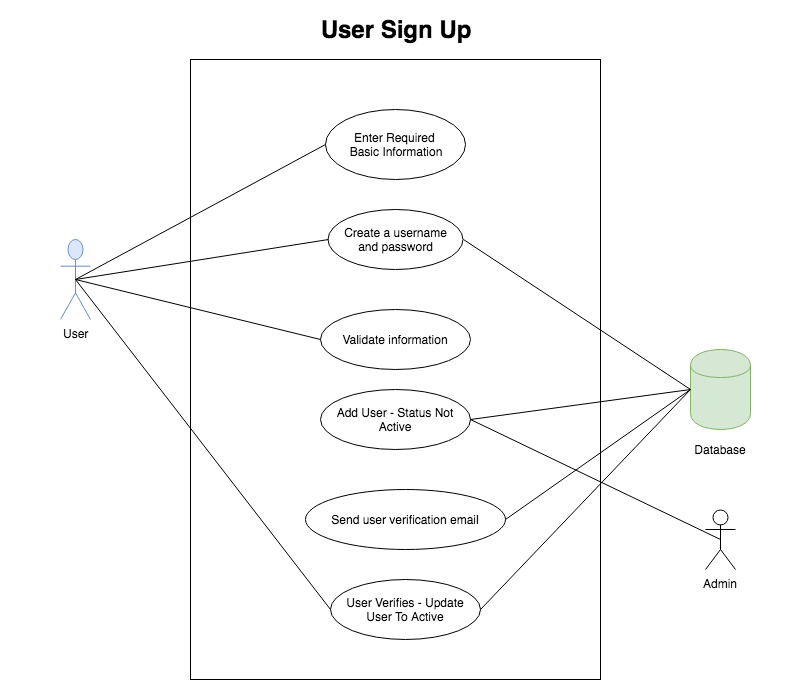 User Sign Up
Enter Required
Basic Information
Create a username
and password
User
Validate information
Add User - Status Not
Active
Database
Send user verification email
Admin
User Verifies - Update
User To Active